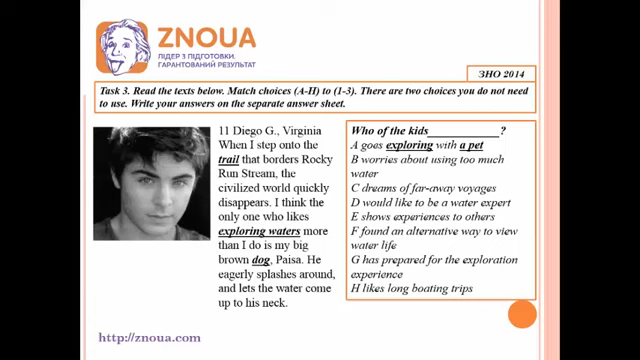 ZNOUA
ЛІДЕР З ПІДГОТОВКИ.
ГАРАНТОВАНИЙ РЕЗУЛЬТАТ
ЗНО 2014
Task 3. Read the texts below. Match choices (A-H) to (1-3). There are two choices you do not need
to use. Write your answers on the separate answer sheet.
11 Diego G., Virginia
When I step onto the
trail that borders Rocky
Run Stream, the
civilized world quickly
disappears. I think the
only one who likes
exploring waters more
than I do is my big
brown dog, Paisa. He
eagerly splashes around,
and lets the water come
up to his neck.
Who of the kids____________?
A goes exploring with a pet
B worries about using too much
water
C dreams of far-away voyages
D would like to be a water expert
E shows experiences to others
F found an alternative way to view
water life
G has prepared for the exploration
experience
H likes long boating trips
http://znoua.com